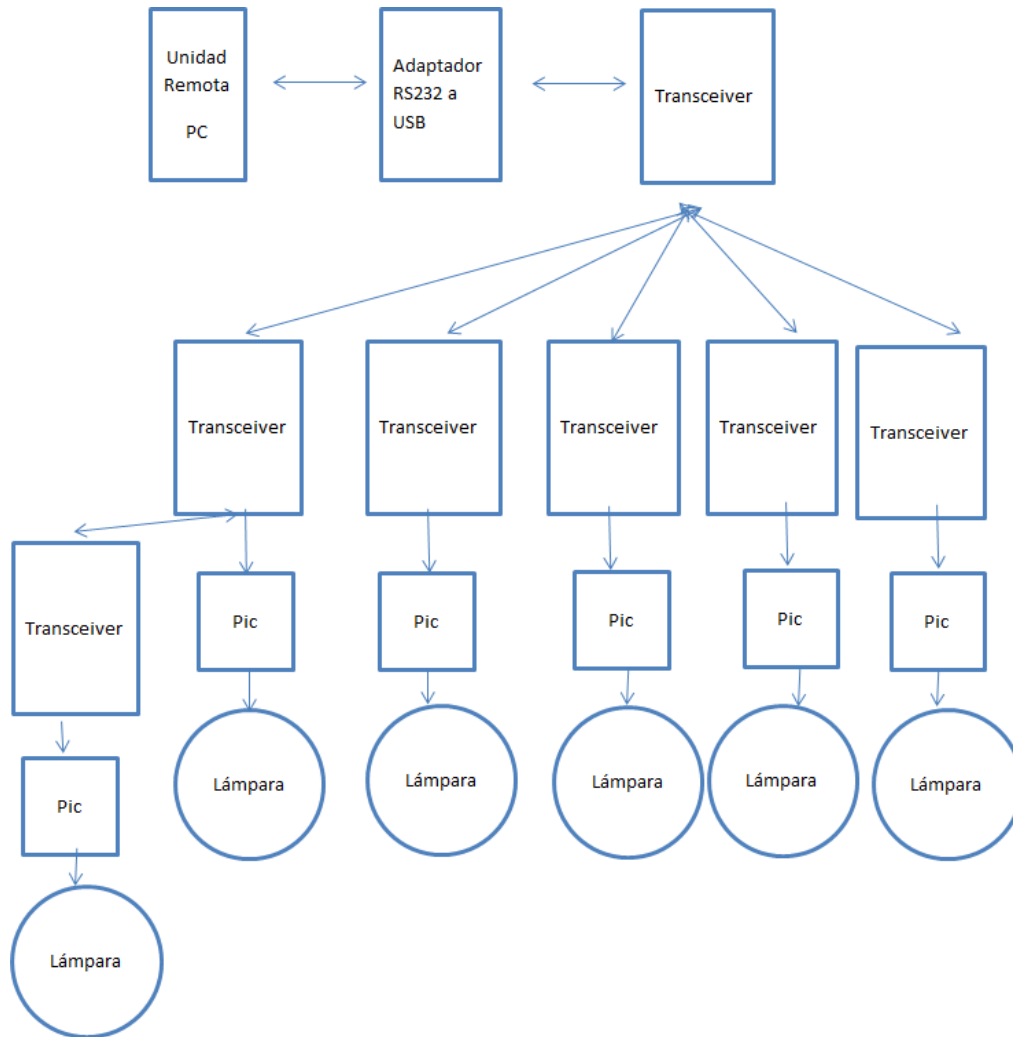 Unidad
Remota
PC
Adaptador
RS232 a
USB
Transceiver
Transceiver
Transceiver
Transceiver
Transceiver
Transceiver
Transceiver
Pic
Pic
Pic
Pic
Pic
Pic
Lámpara
Lámpara
Lámpara
Lámpara
Lámpara
Lámpara